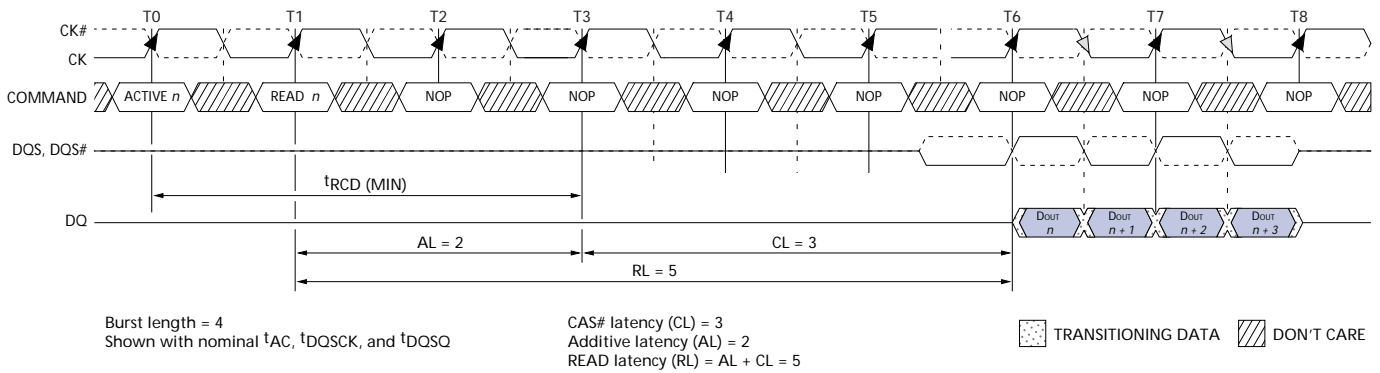 T0 T1 T2 T3 T4 T5 T6 T7 T8
CK#
CK
COMMAND ACTIVE n READ n NOP NOP NOP NOP NOP NOP NOP
DQS, DQS#
tRCD (MIN)
DQ DOUT n DOUT n + 1 DOUT n + 2 DOUT n + 3
AL = 2 CL = 3
RL = 5
Burst length = 4
Shown with nominal tAC, tDQSCK, and tDQSQ
CAS# latency (CL) = 3
Additive latency (AL) = 2
READ latency (RL) = AL + CL = 5
TRANSITIONING DATA DON'T CARE